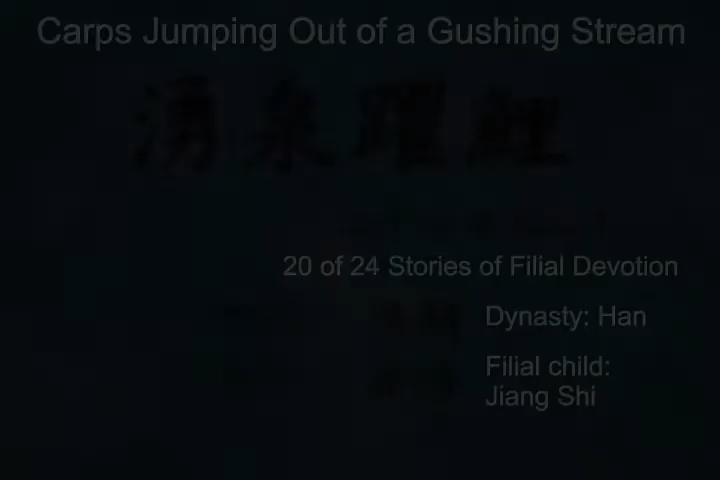 Carps Jumping Out of a Gushing Stream
湧泉躍鯉
20 of 24 Stories of Filial Devotion
Dynasty: Han
Filial child:
Jiang Shi